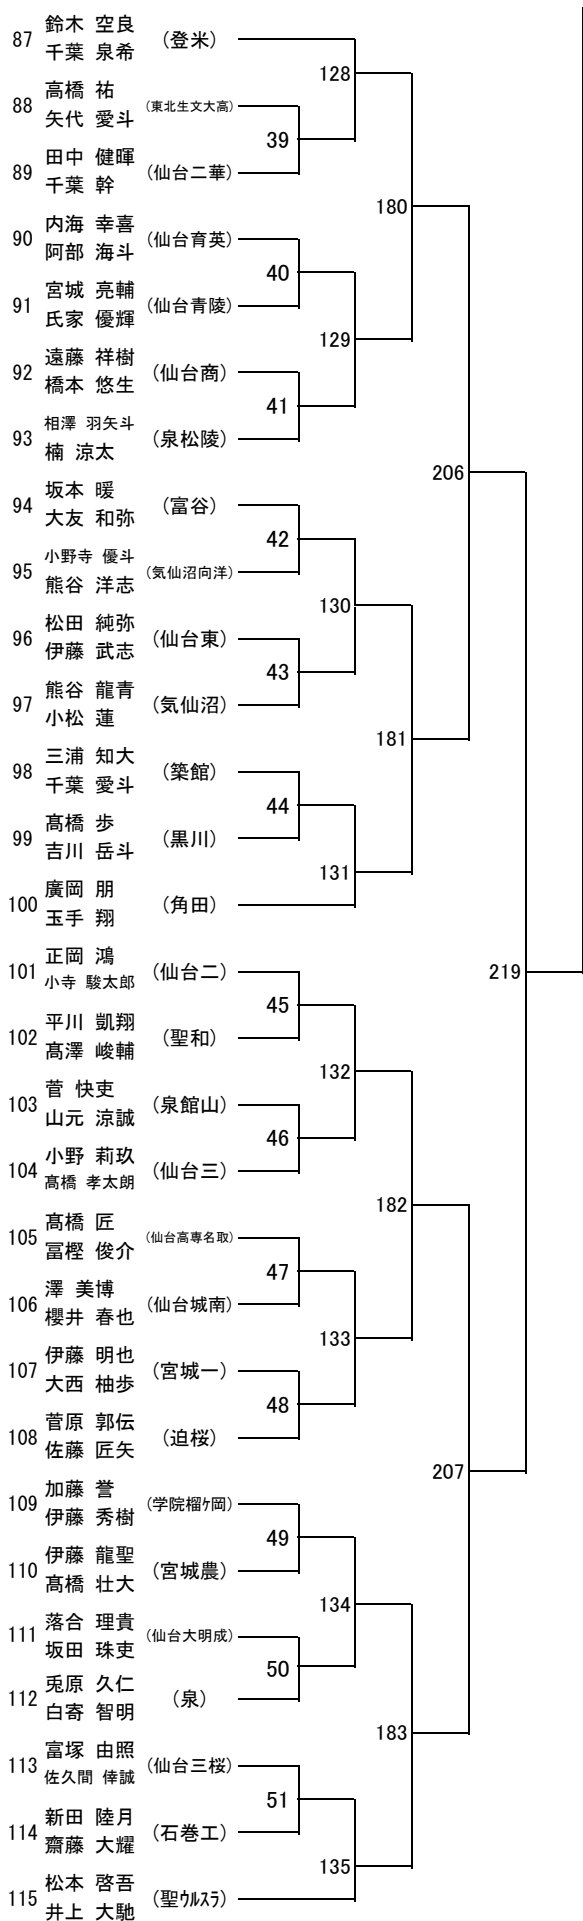 87 鈴木 空良 (登米)
千葉 泉希
128
88 高橋 祐 (東北生文大高)
矢代 愛斗
39
89 田中 健暉 (仙台二華)
千葉 幹
180
90 内海 幸喜 (仙台育英)
阿部 海斗
40
91 宮城 亮輔 (仙台青陵)
氏家 優輝
129
92 遠藤 祥樹 (仙台商)
橋本 悠生
41
93 相澤 羽矢斗 (泉松陵)
楠 涼太
206
94 坂本 暖 (富谷)
大友 和弥
42
95 小野寺 優斗 (気仙沼向洋)
熊谷 洋志
130
96 松田 純弥 (仙台東)
伊藤 武志
43
97 熊谷 龍青 (気仙沼)
小松 蓮
181
98 三浦 知大 (築館)
千葉 愛斗
44
99 髙橋 歩 (黒川)
吉川 岳斗
131
100 廣岡 朋 (角田)
玉手 翔
219
101 正岡 鴻 (仙台二)
小寺 駿太郎
45
102 平川 凱翔 (聖和)
髙澤 峻輔
132
103 菅 快吏 (泉館山)
山元 涼誠
46
104 小野 莉玖 (仙台三)
髙橋 孝太朗
182
105 髙橋 匠 (仙台高専名取)
冨樫 俊介
47
106 澤 美博 (仙台城南)
櫻井 春也
133
107 伊藤 明也 (宮城一)
大西 柚歩
48
108 菅原 郭伝 (迫桜)
佐藤 匠矢
207
109 加藤 誉 (学院榴ケ岡)
伊藤 秀樹
49
110 伊藤 龍聖 (宮城農)
髙橋 壮大
134
111 落合 理貴 (仙台大明成)
坂田 珠吏
50
112 兎原 久仁 (泉)
白寄 智明
183
113 富塚 由照 (仙台三桜)
佐久間 倖誠
51
114 新田 陸月 (石巻工)
齋藤 大耀
135
115 松本 啓吾 (聖ウルスラ)
井上 大馳